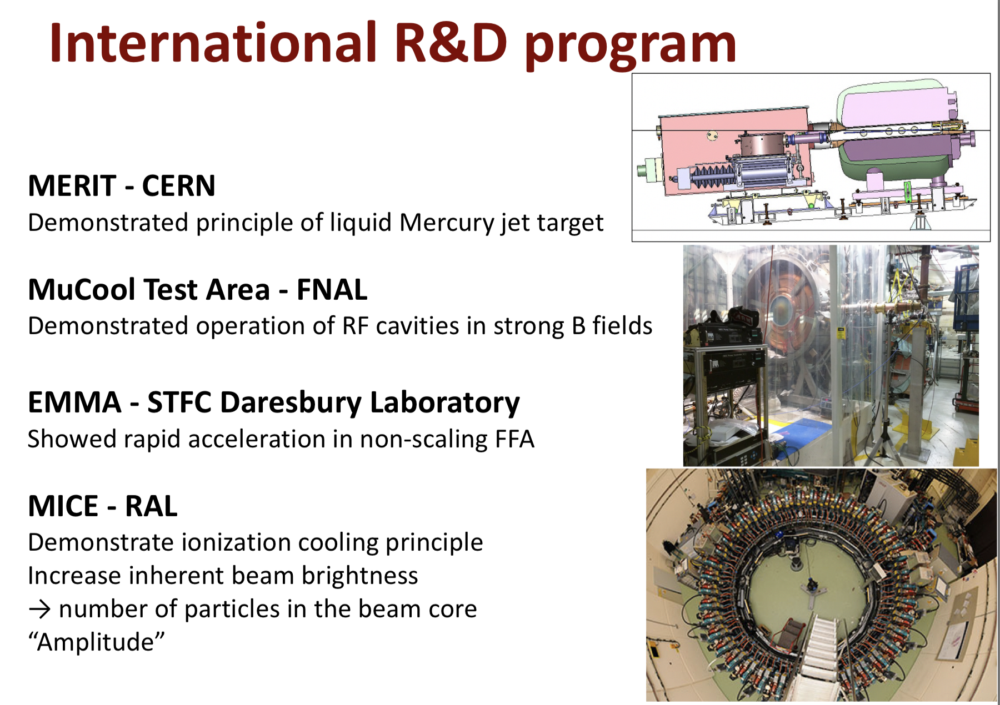 International R&D program
MERIT - CERN
Demonstrated principle of liquid Mercury jet target
MuCool Test Area - FNAL
Demonstrated operation of RF cavities in strong B fields
EMMA - STFC Daresbury Laboratory
Showed rapid acceleration in non-scaling FFA
MICE - RAL
Demonstrate ionization cooling principle
Increase inherent beam brightness
→ number of particles in the beam core
“Amplitude”